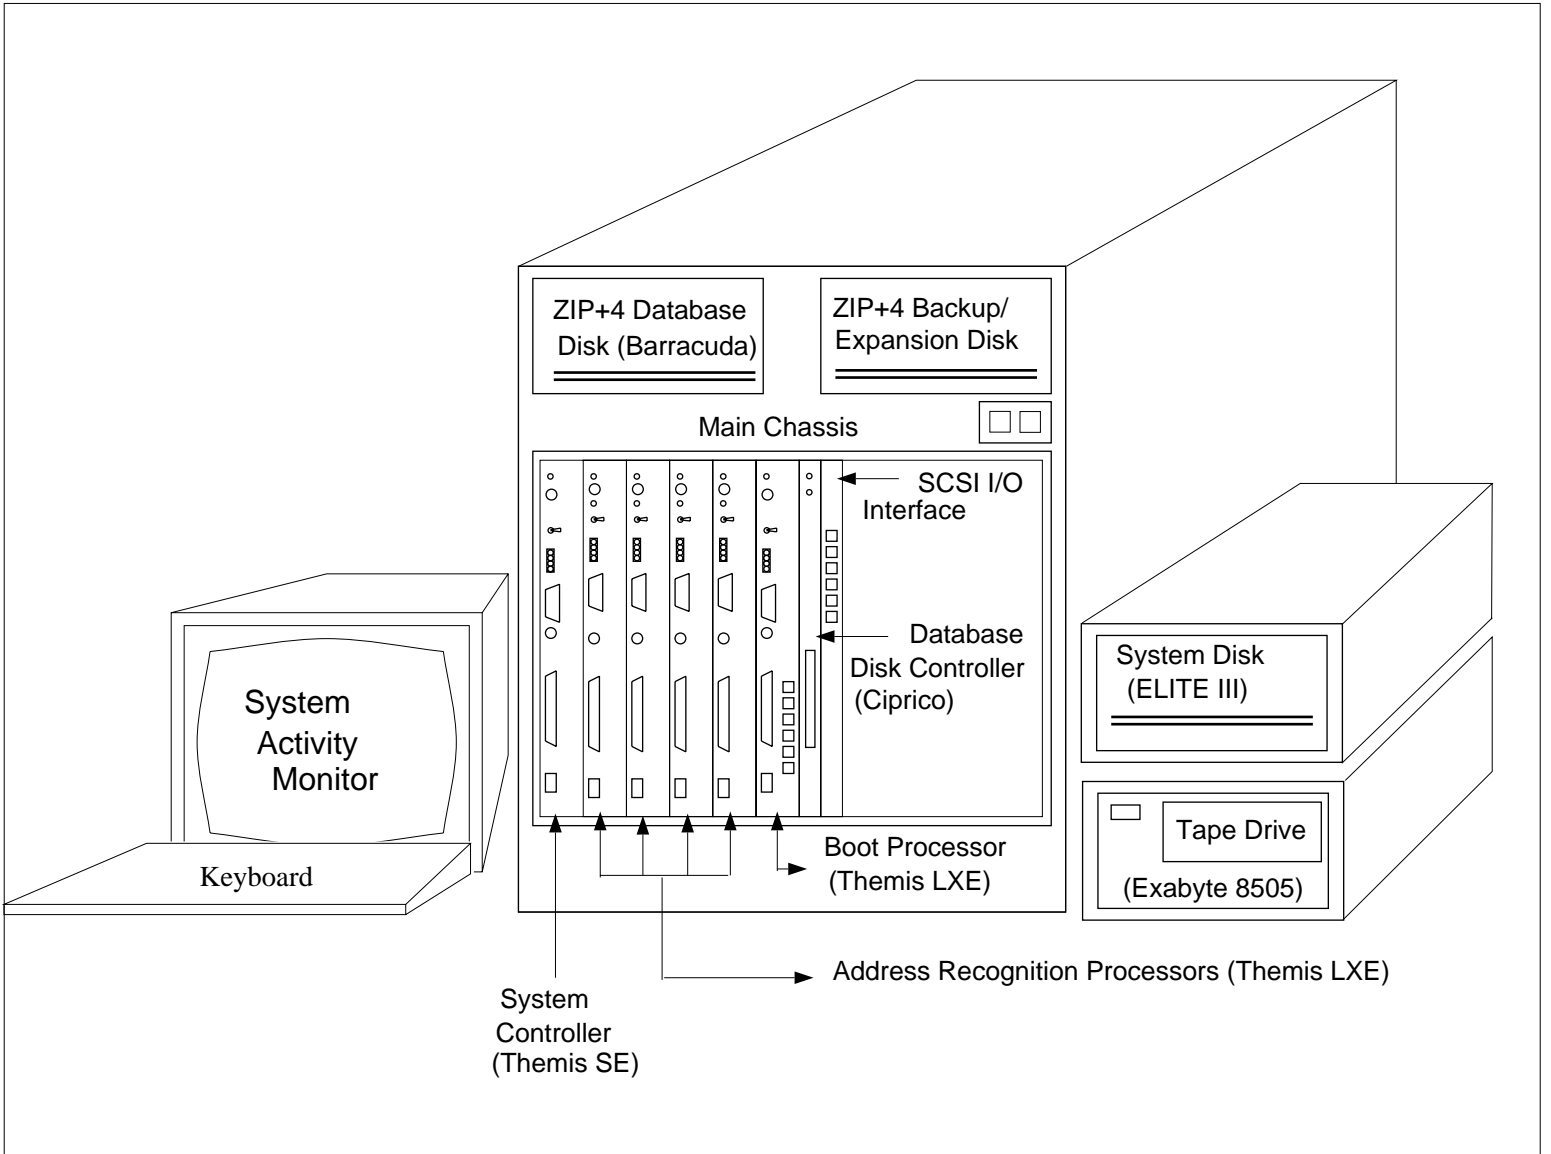 ZIP+4 Database
Disk (Barracuda)
ZIP+4 Backup/
Expansion Disk
Main Chassis
SCSI I/O
Interface
Database
Disk Controller
(Ciprico)
System
Activity
Monitor
Keyboard
System Disk
(ELITE III)
Tape Drive
(Exabyte 8505)
Boot Processor
(Themis LXE)
Address Recognition Processors (Themis LXE)
System
Controller
(Themis SE)